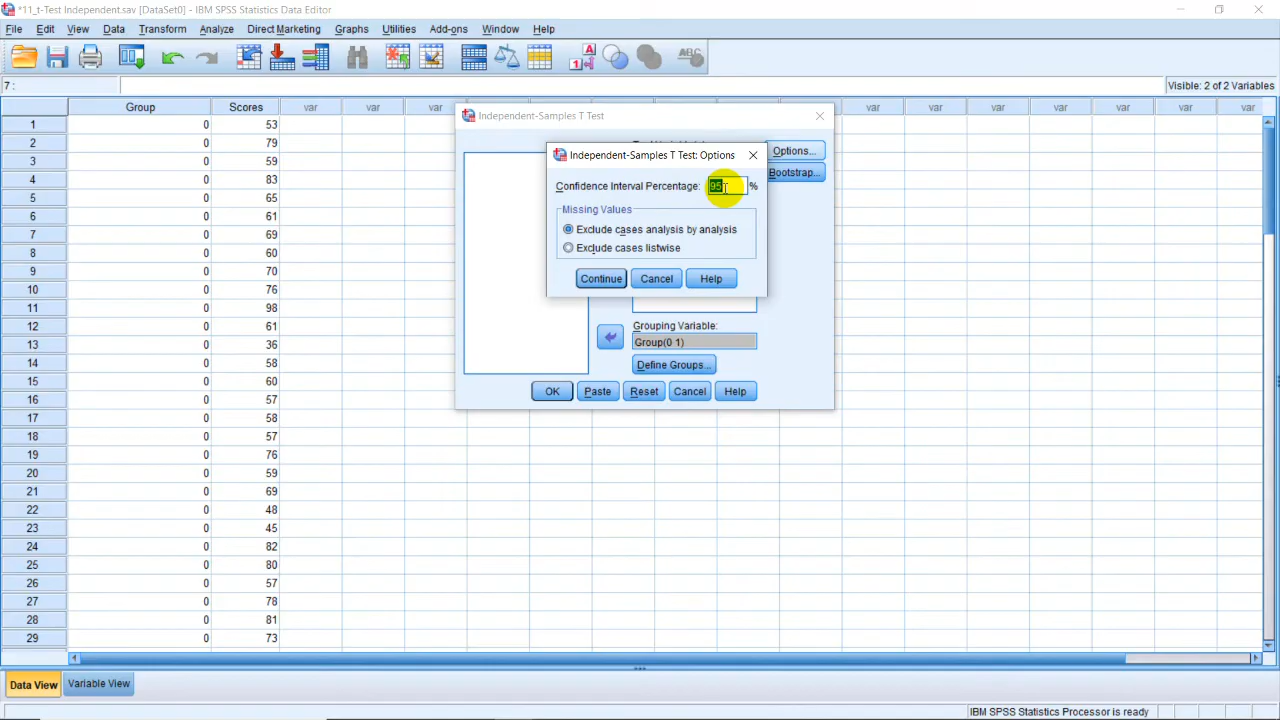 *11_t-Test Independent.sav [DataSet0] - IBM SPSS Statistics Data Editor
File Edit View Data Transform Analyze Direct Marketing Graphs Utilities Add-ons Window Help
7 :
Visible: 2 of 2 Variables
Group Scores var var var var var var var var var var
1 0 53
2 0 79
3 0 59
4 0 83
5 0 65
6 0 61
7 0 69
8 0 60
9 0 70
10 0 76
11 0 98
12 0 61
13 0 36
14 0 58
15 0 60
16 0 57
17 0 58
18 0 57
19 0 76
20 0 59
21 0 69
22 0 48
23 0 45
24 0 82
25 0 80
26 0 57
27 0 78
28 0 81
29 0 73
Independent-Samples T Test
Options...
Bootstrap...
Independent-Samples T Test: Options
Confidence Interval Percentage: 95 %
Missing Values
Exclude cases analysis by analysis
Exclude cases listwise
Continue Cancel Help
Grouping Variable:
Group(0 1)
Define Groups...
OK Paste Reset Cancel Help
Data View Variable View
IBM SPSS Statistics Processor is ready